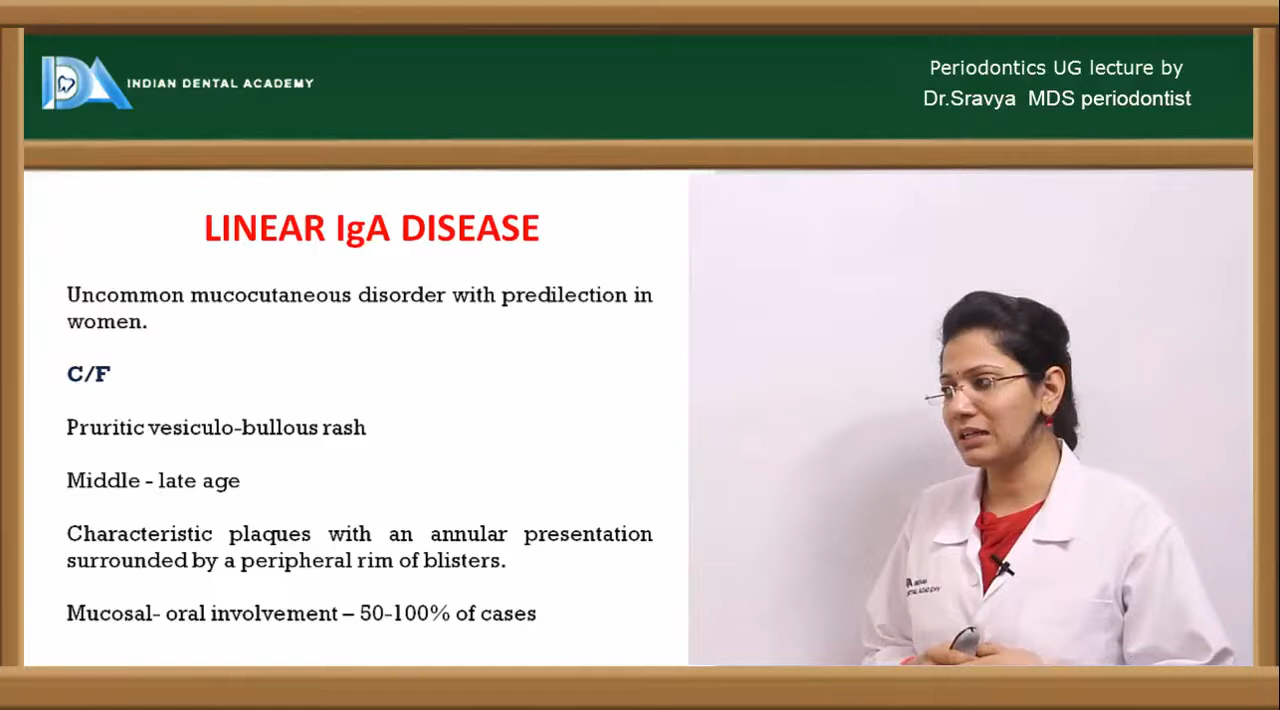 INDIAN DENTAL ACADEMY
Periodontics UG lecture by
Dr.Sravya MDS periodontist
LINEAR IgA DISEASE
Uncommon mucocutaneous disorder with predilection in
women.
C/F
Pruritic vesiculo-bullous rash
Middle - late age
Characteristic plaques with an annular presentation
surrounded by a peripheral rim of blisters.
Mucosal- oral involvement – 50-100% of cases